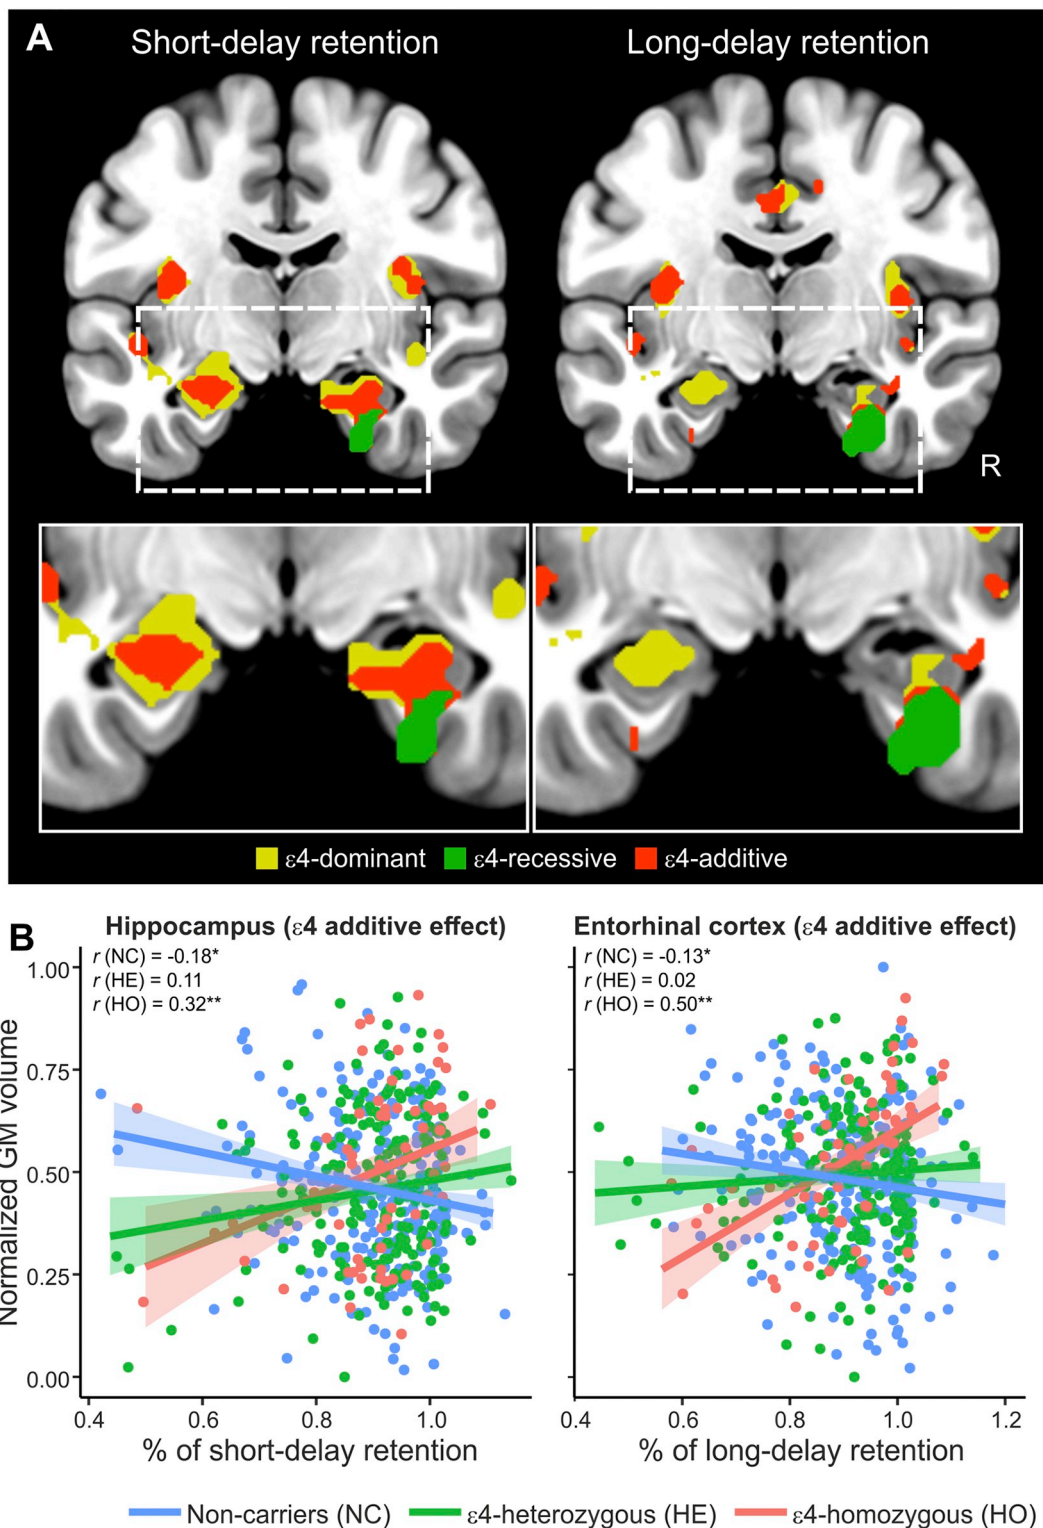 A
Short-delay retention
Long-delay retention
R
ε4-dominant
ε4-recessive
ε4-additive
B
Hippocampus (ε4 additive effect)
r (NC) = -0.18*
r (HE) = 0.11
r (HO) = 0.32**
Entorhinal cortex (ε4 additive effect)
r (NC) = -0.13*
r (HE) = 0.02
r (HO) = 0.50**
Normalized GM volume
1.00
0.75
0.50
0.25
0.00
0.4
0.6
0.8
1.0
% of short-delay retention
0.4
0.6
0.8
1.0
1.2
% of long-delay retention
Non-carriers (NC)
ε4-heterozygous (HE)
ε4-homozygous (HO)